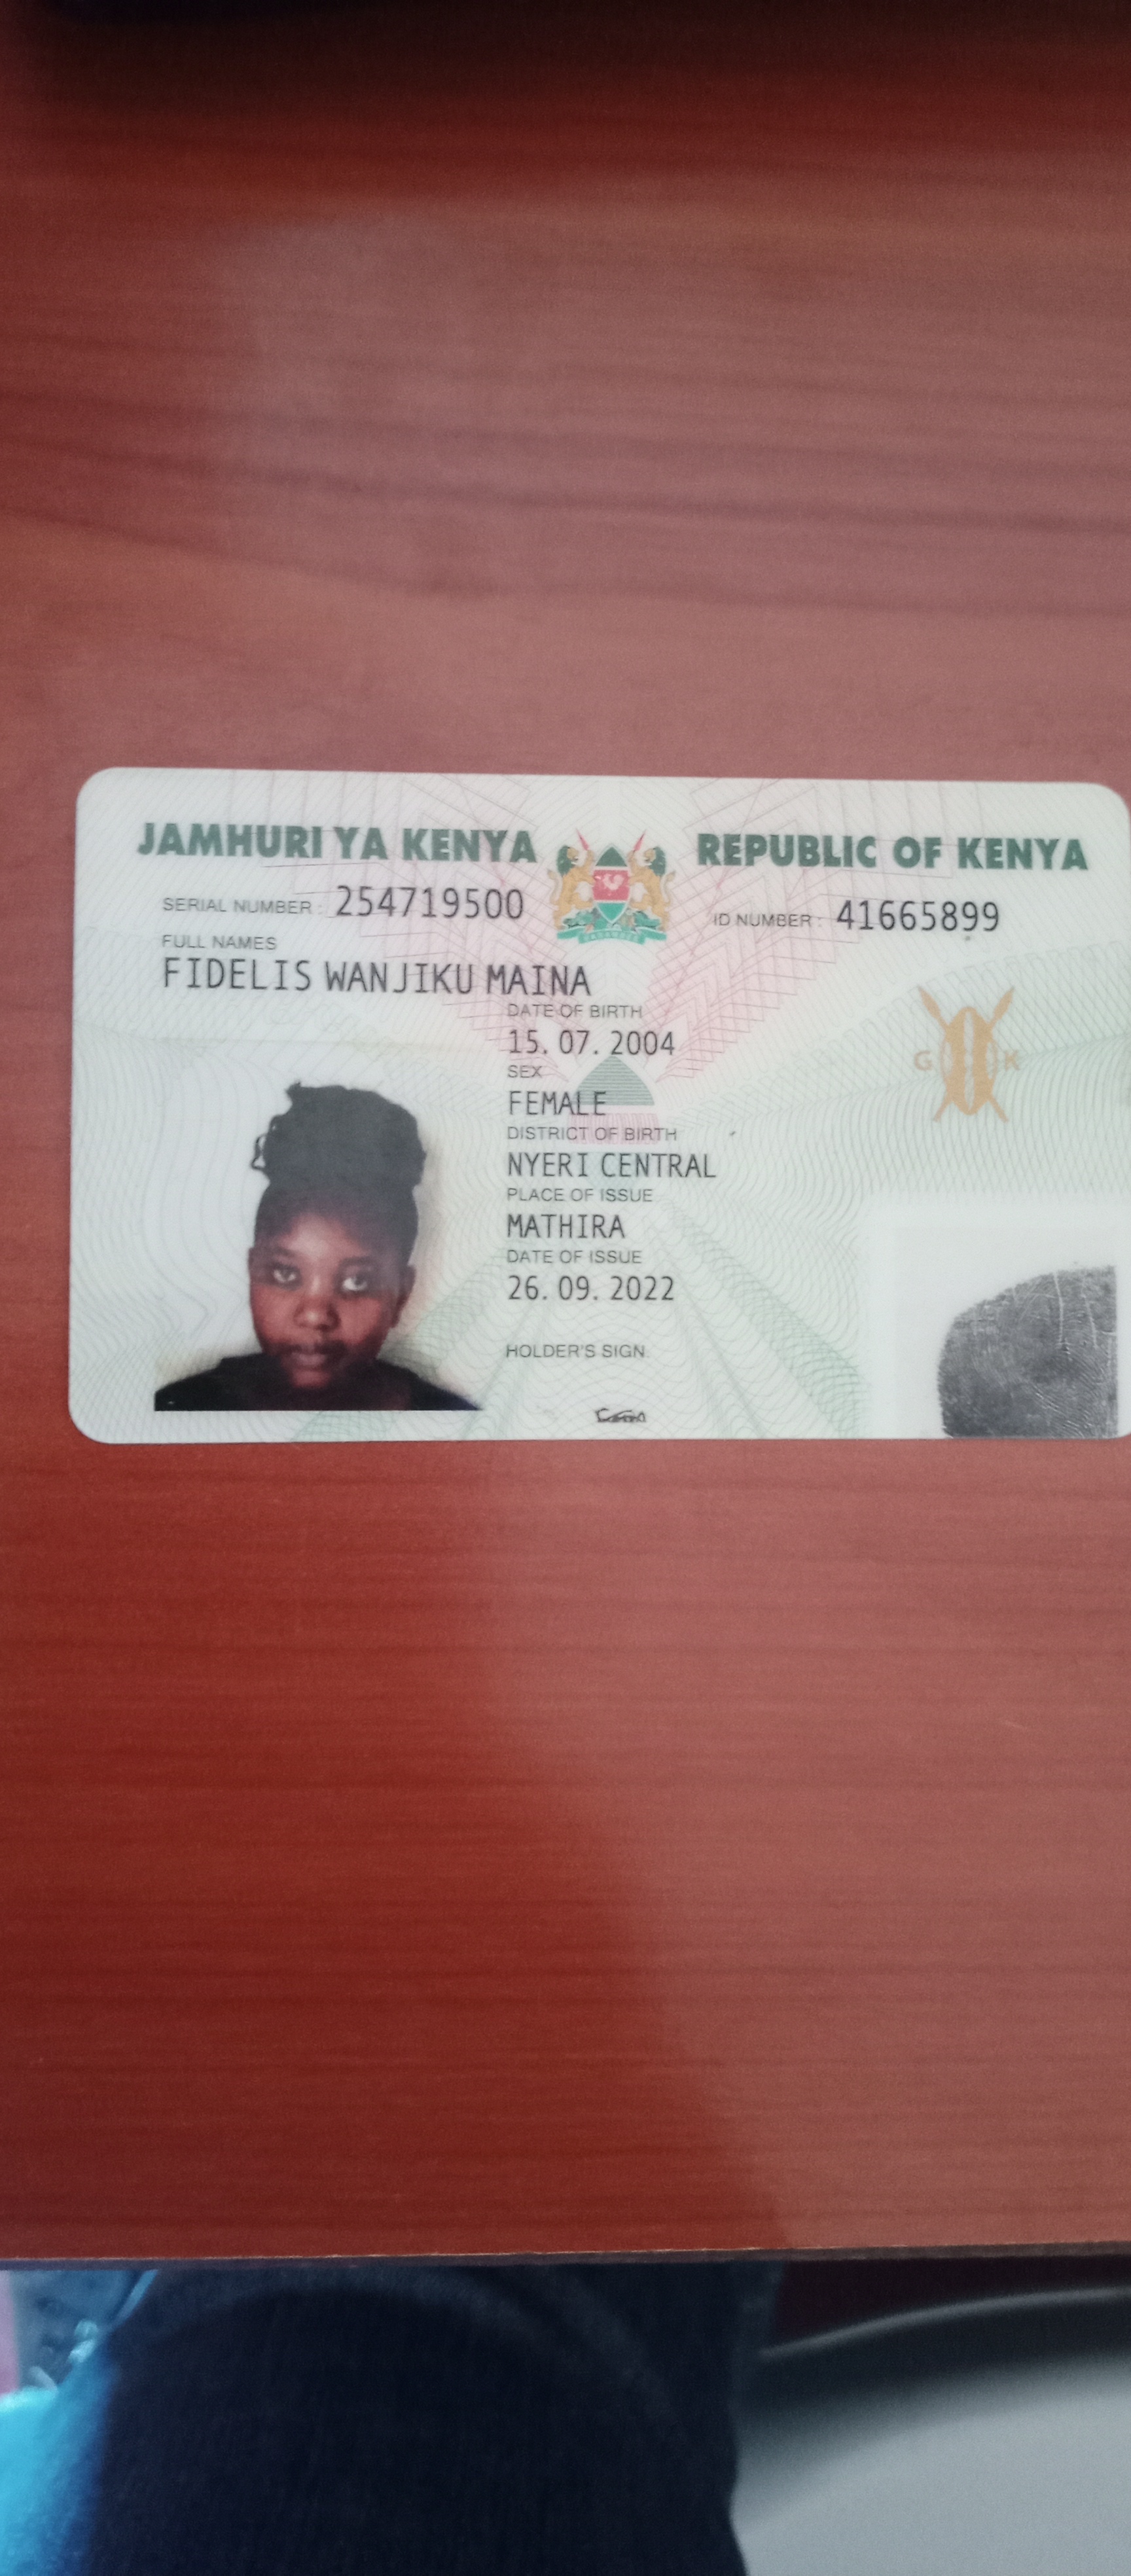 JAMHURI YA KENYA REPUBLIC OF KENYA
SERIAL NUMBER : 254719500 ID NUMBER : 41665899
FULL NAMES
FIDELIS WANJIKU MAINA
DATE OF BIRTH
15. 07. 2004
SEX
FEMALE
G K
DISTRICT OF BIRTH
NYERI CENTRAL
PLACE OF ISSUE
MATHIRA
DATE OF ISSUE
26. 09. 2022
HOLDER'S SIGN.